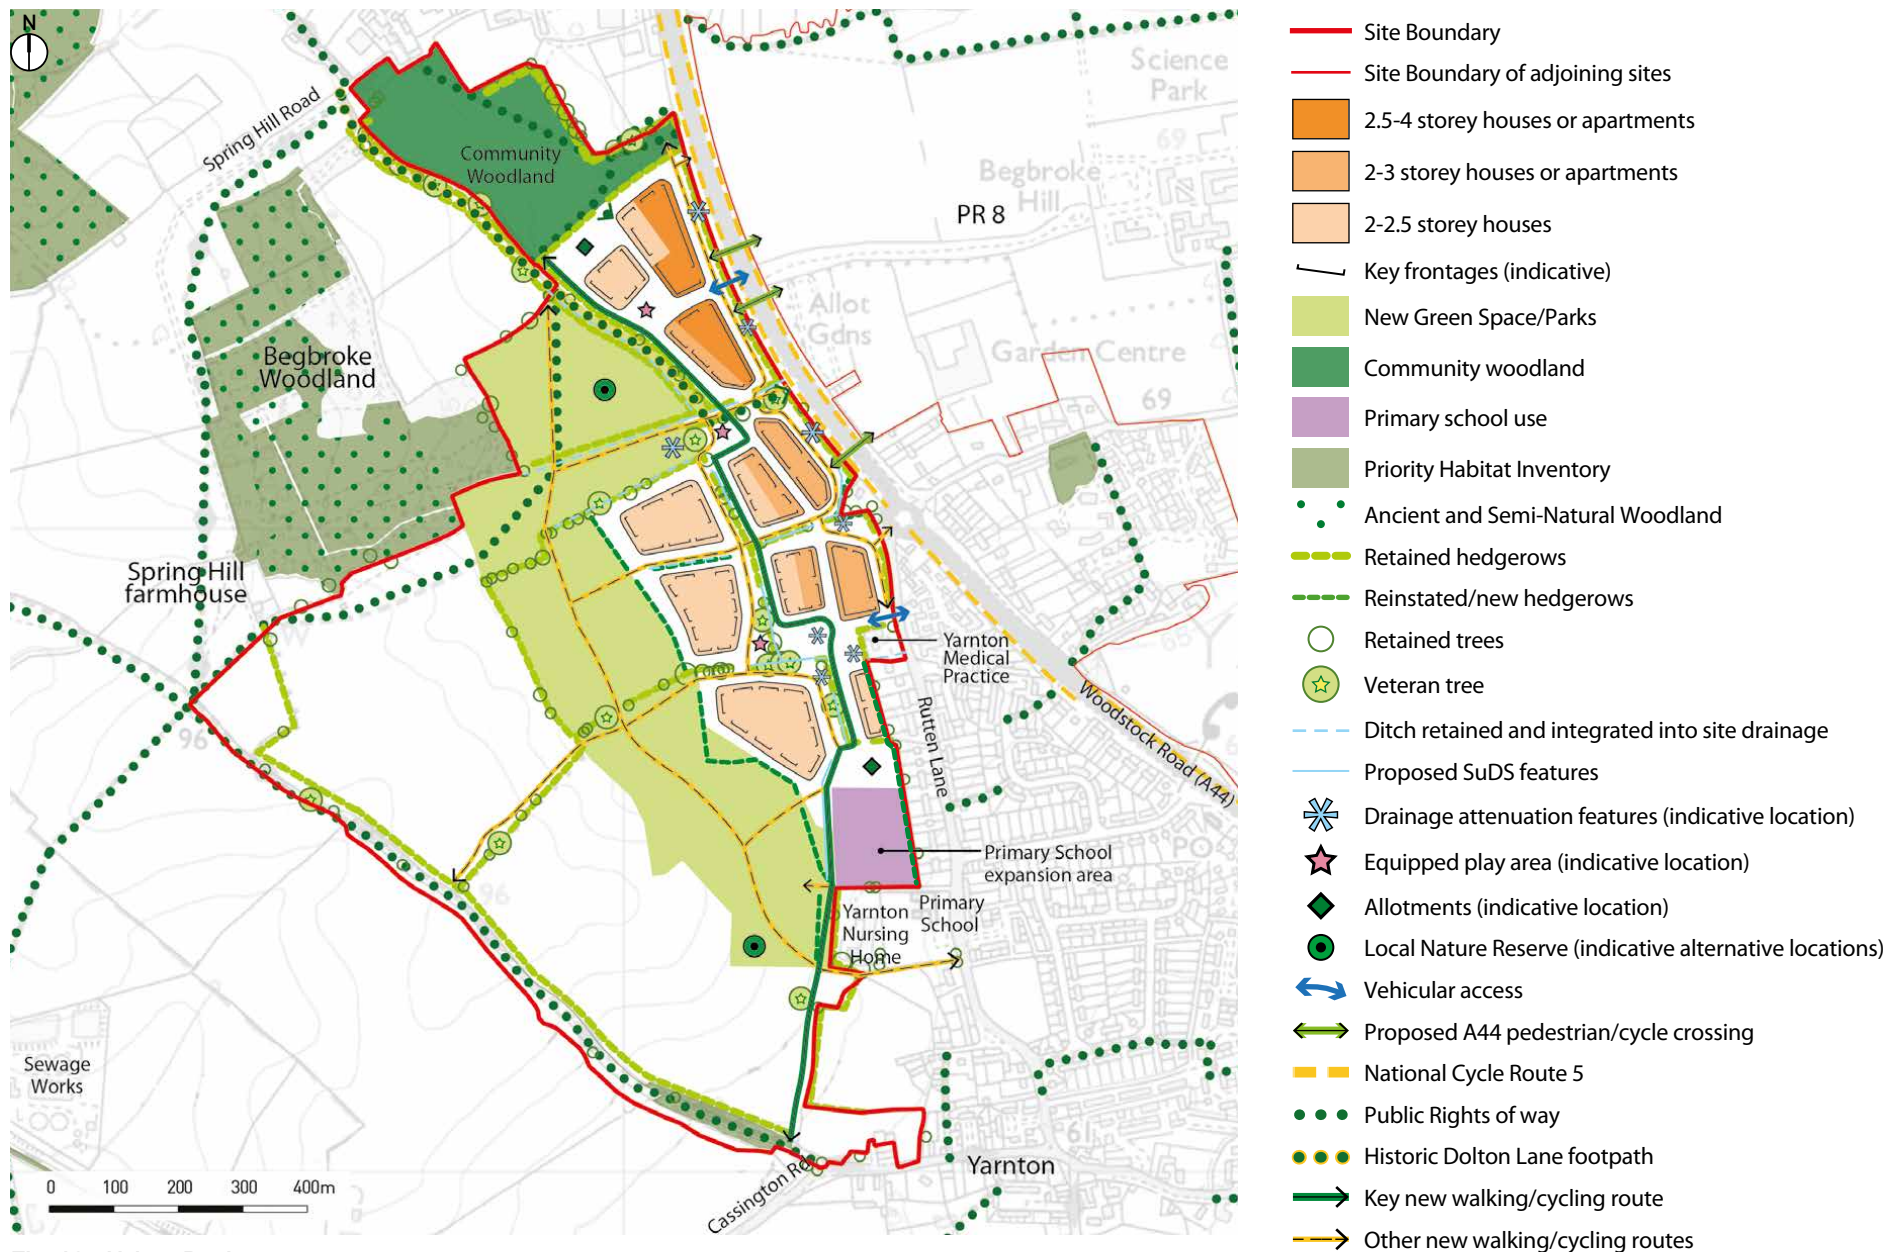 N
Spring Hill Road
Community
Woodland
Science
Park
69
Begbroke
Hill
PR 8
Allot
Gdns
Garden Centre
69
Begbroke
Woodland
Spring Hill
farmhouse
96
96
Yarnton
Medical
Practice
Rutten Lane
Woodstock Road (A44)
Primary School
expansion area
Yarnton
Nursing
Home
Primary
School
Sewage
Works
61
Yarnton
Cassington Rd
0 100 200 300 400m
Site Boundary
Site Boundary of adjoining sites
2.5-4 storey houses or apartments
2-3 storey houses or apartments
2-2.5 storey houses
Key frontages (indicative)
New Green Space/Parks
Community woodland
Primary school use
Priority Habitat Inventory
Ancient and Semi-Natural Woodland
Retained hedgerows
Reinstated/new hedgerows
Retained trees
Veteran tree
Ditch retained and integrated into site drainage
Proposed SuDS features
Drainage attenuation features (indicative location)
Equipped play area (indicative location)
Allotments (indicative location)
Local Nature Reserve (indicative alternative locations)
Vehicular access
Proposed A44 pedestrian/cycle crossing
National Cycle Route 5
Public Rights of way
Historic Dolton Lane footpath
Key new walking/cycling route
Other new walking/cycling routes